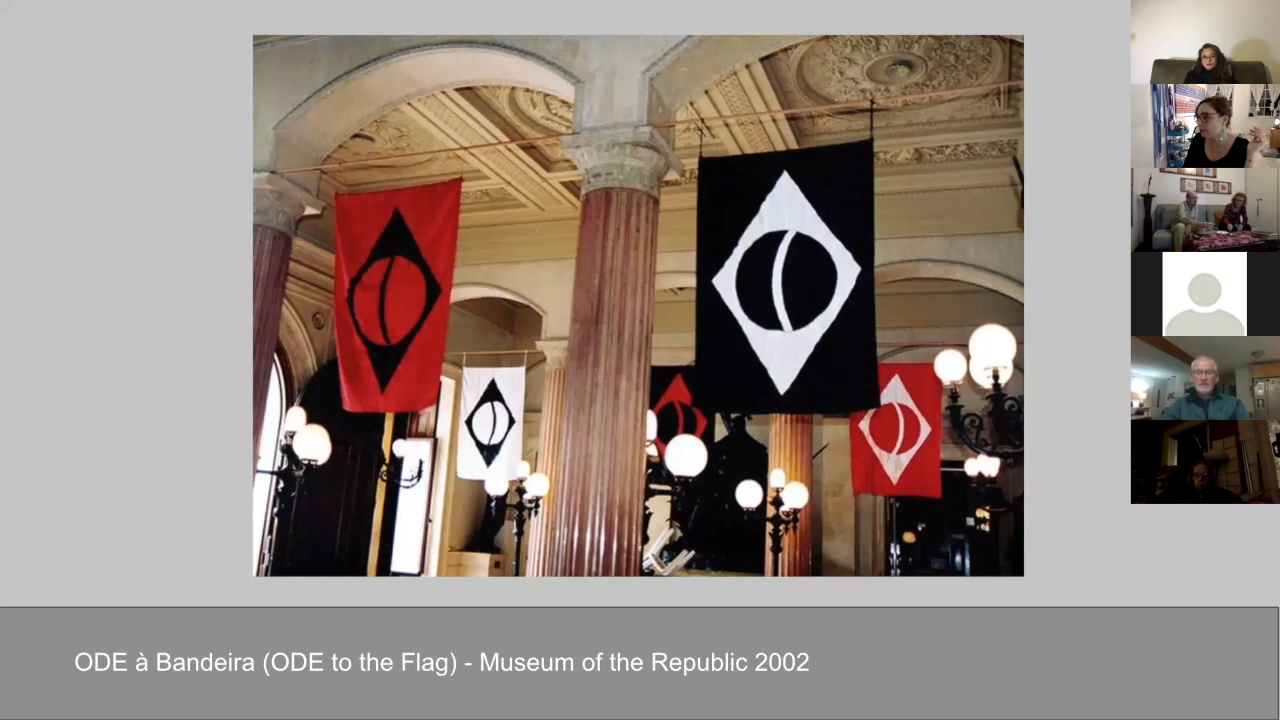 ODE à Bandeira (ODE to the Flag) - Museum of the Republic 2002